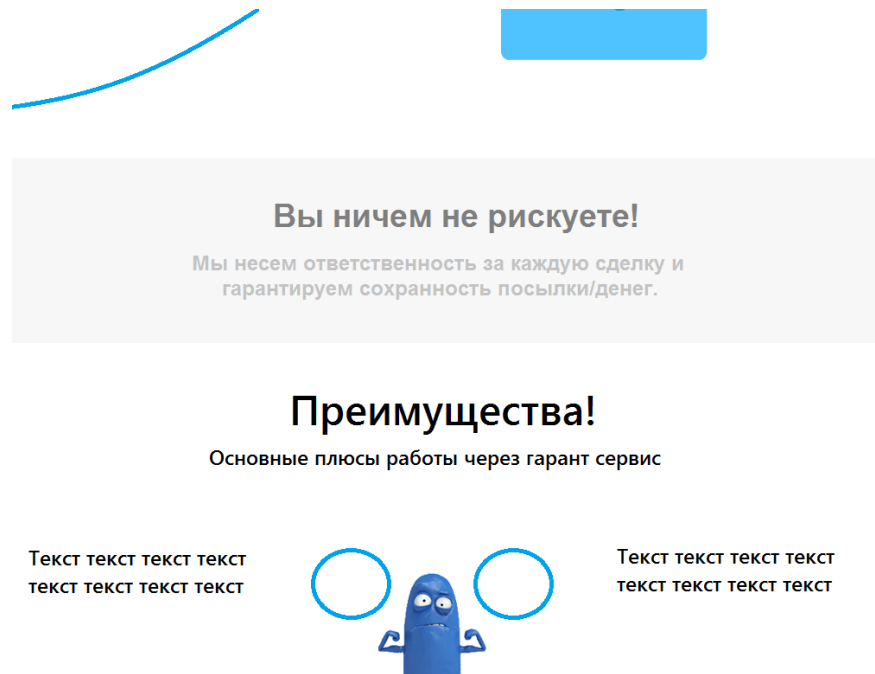 Вы ничем не рискуете!
Мы несем ответственность за каждую сделку и
гарантируем сохранность посылки/денег.
Преимущества!
Основные плюсы работы через гарант сервис
Текст текст текст текст
текст текст текст текст
Текст текст текст текст
текст текст текст текст